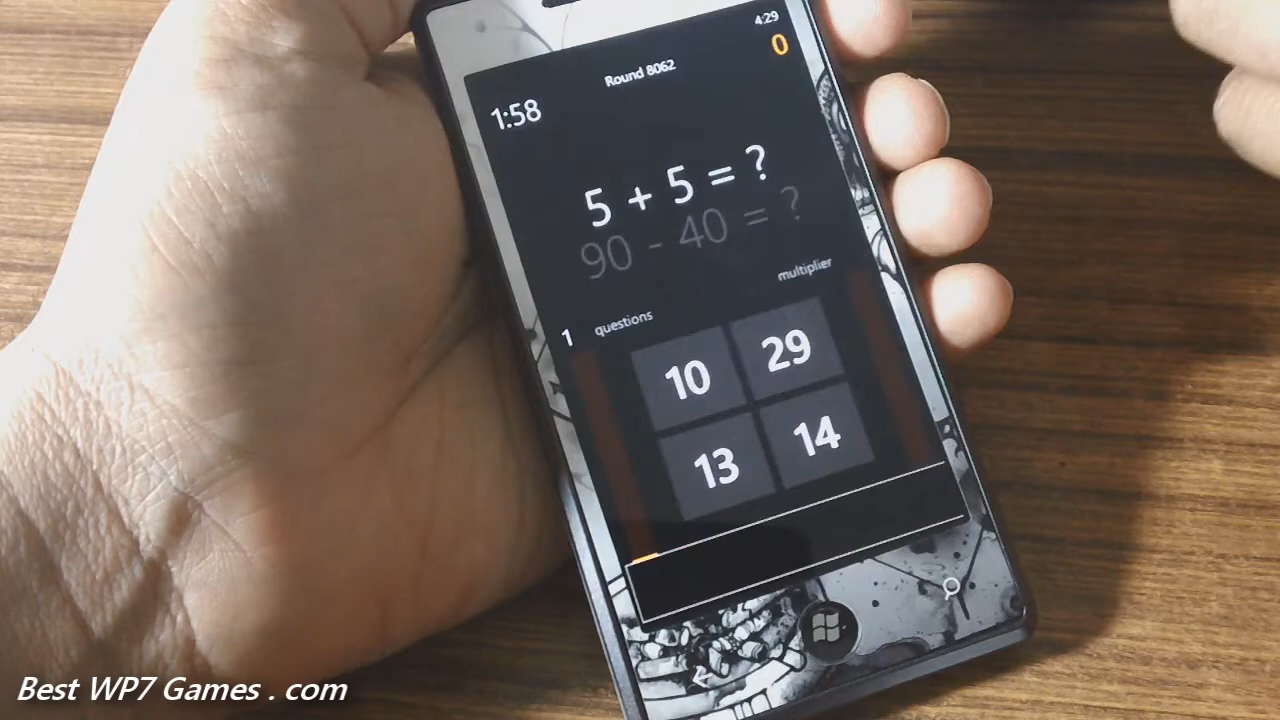 4:29
0
Round 8062
1:58
5 + 5 = ?
90 - 40 = ?
multiplier
1 questions
10 29
13 14
Best WP7 Games . com